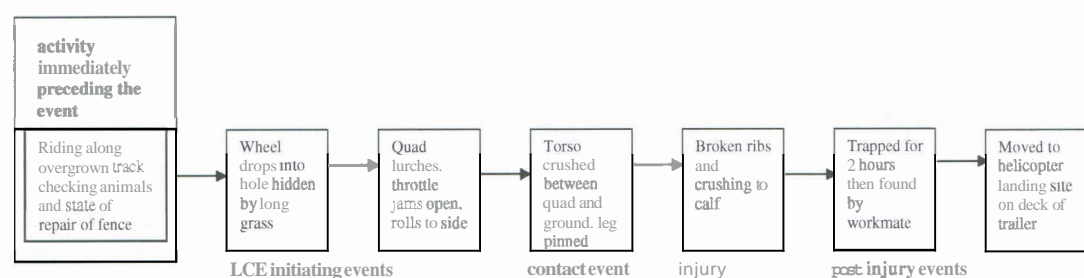 activity
immediately
preceding the
event
Riding along
overgrown track
checking animals
and state of
repair of fence
Wheel
drops into
hole hidden
by long
grass
Quad
lurches.
throttle
jams open,
rolls to side
Torso
crushed
between
quad and
ground. leg
pinned
Broken ribs
and
crushing to
calf
Trapped for
2 hours
then found
by
workmate
Moved to
helicopter
landing site
on deck of
trailer
LCE initiating events
contact event
injury
post injury events